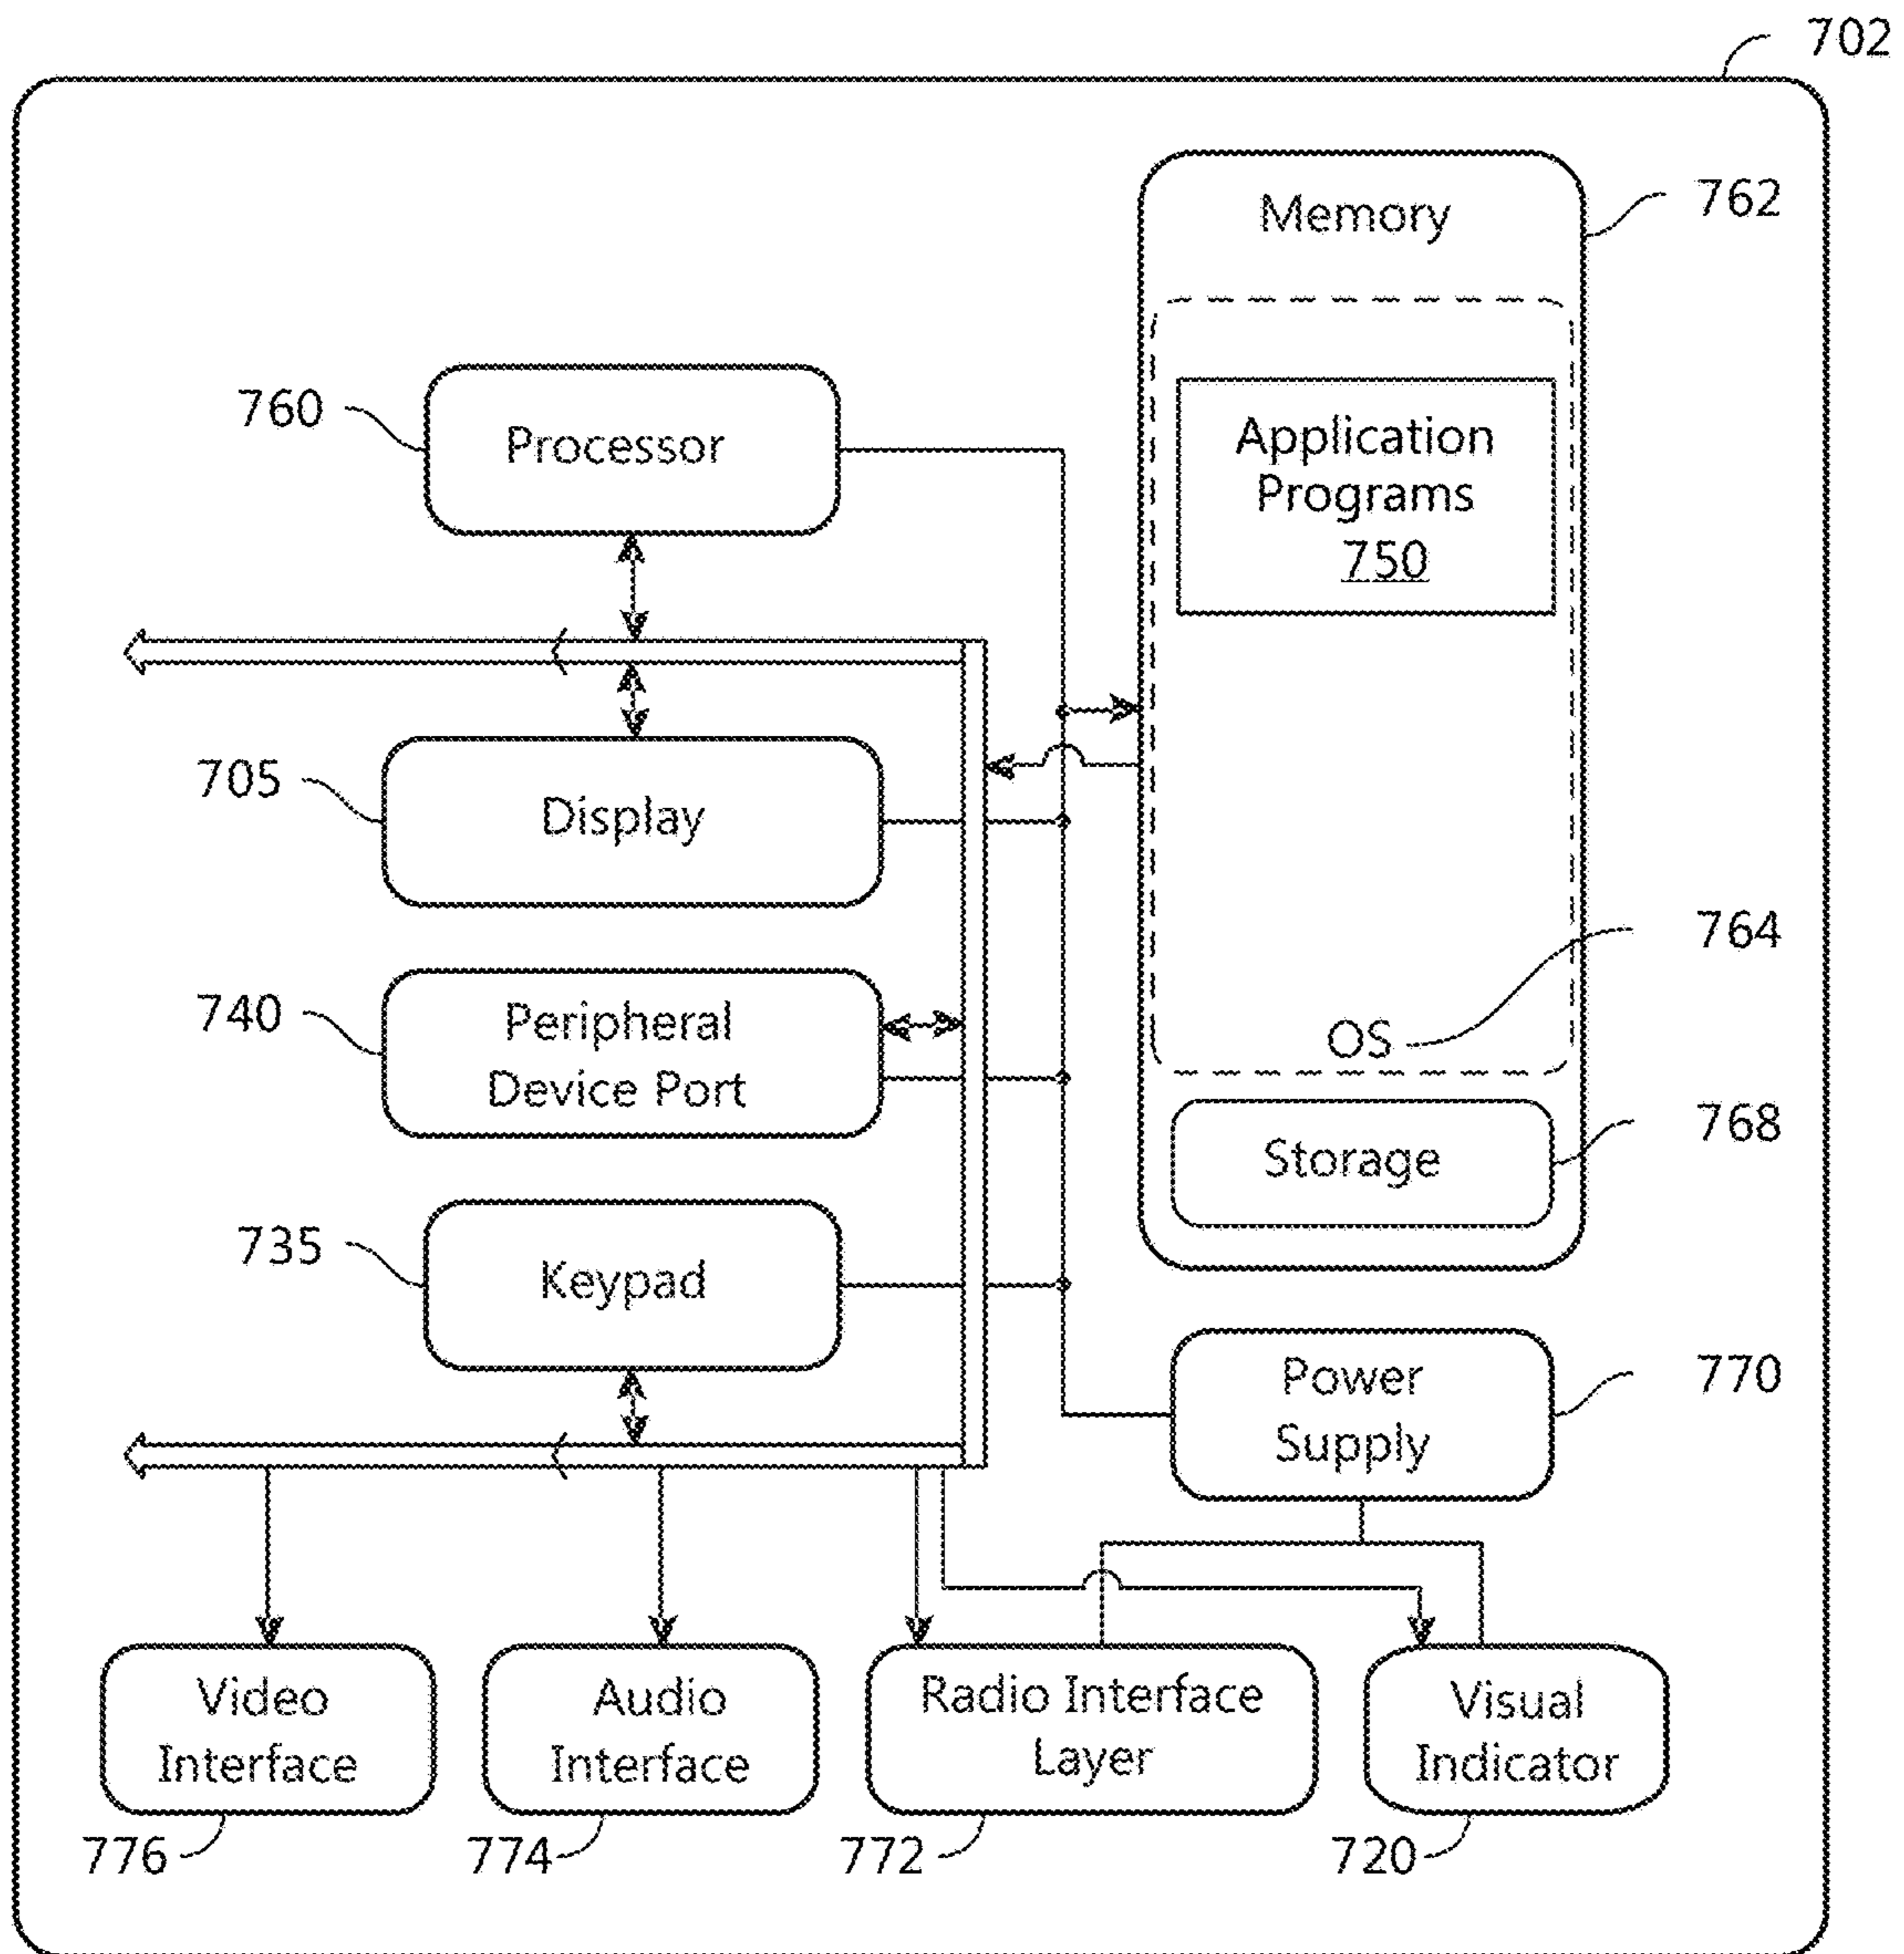 702
Memory
762
Application
Programs
750
760
Processor
705
Display
764
740
Peripheral
Device Port
OS
768
Storage
735
Keypad
Power
Supply
770
Video
Interface
Audio
Interface
Radio Interface
Layer
Visual
Indicator
776
774
772
720